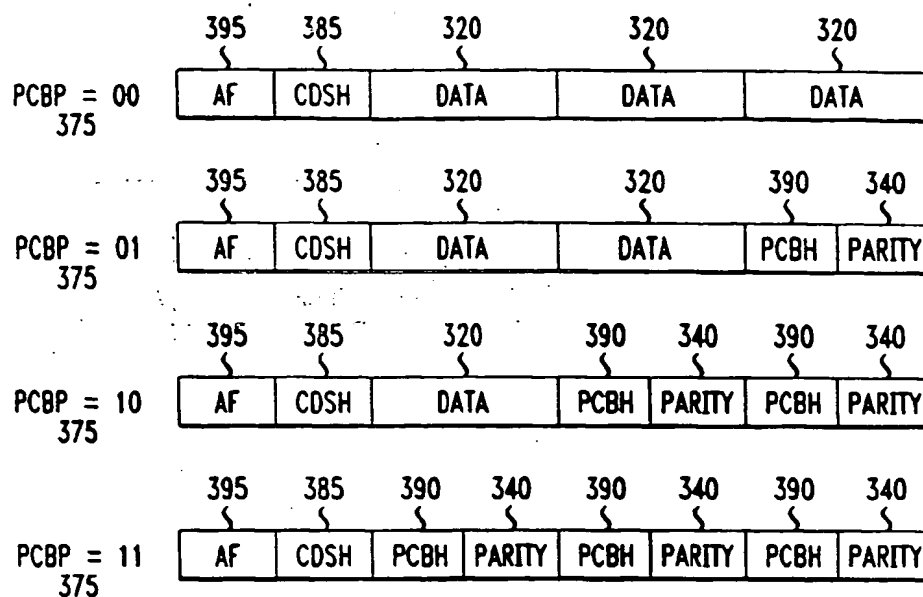 395 385 320 320 320
PCBP = 00 AF CDSH DATA DATA DATA
375
395 385 320 320 390 340
PCBP = 01 AF CDSH DATA DATA PCBH PARITY
375
395 385 320 390 340 390 340
PCBP = 10 AF CDSH DATA PCBH PARITY PCBH PARITY
375
395 385 390 340 390 340 390 340
PCBP = 11 AF CDSH PCBH PARITY PCBH PARITY PCBH PARITY
375